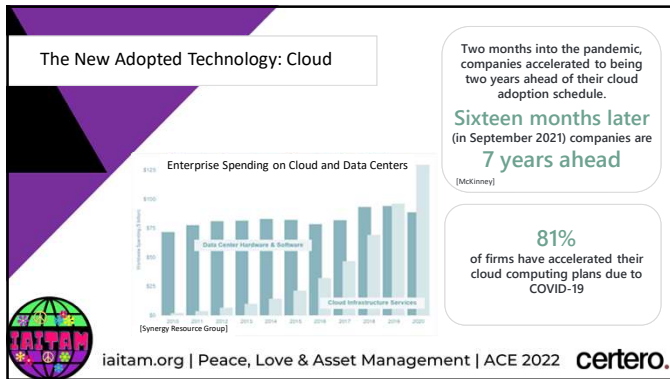 The New Adopted Technology: Cloud
Two months into the pandemic,
companies accelerated to being
two years ahead of their cloud
adoption schedule.
Sixteen months later
(in September 2021) companies are
7 years ahead
[McKinney]
Enterprise Spending on Cloud and Data Centers
$125
$100
$75
$50
$25
$0
Data Center Hardware & Software
Cloud Infrastructure Services
2010 2011 2012 2013 2014 2015 2016 2017 2018 2019 2020
[Synergy Resource Group]
81%
of firms have accelerated their
cloud computing plans due to
COVID-19
IAITAM
iaitam.org | Peace, Love & Asset Management | ACE 2022
certero.